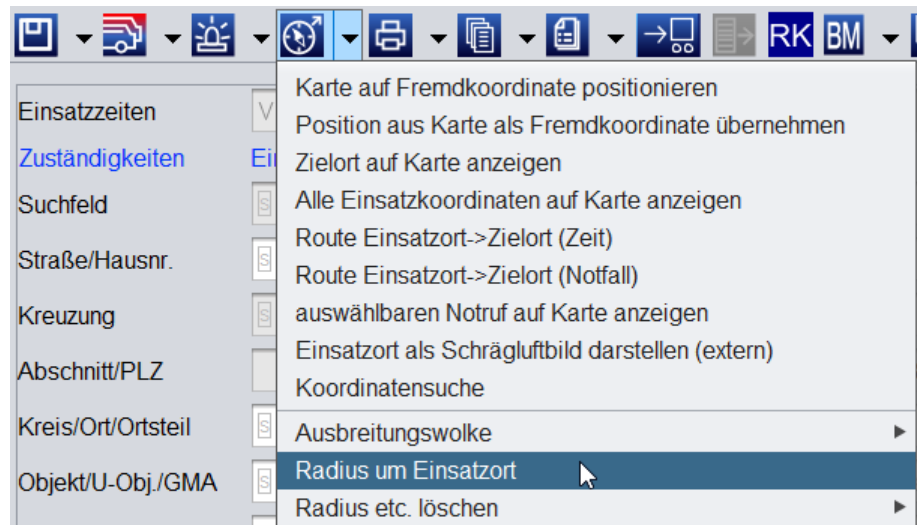 RK BM
Einsatzzeiten V
Zuständigkeiten Ei
Suchfeld s
Straße/Hausnr. s
Kreuzung s
Abschnitt/PLZ
Kreis/Ort/Ortsteil s
Objekt/U-Obj./GMA s
Karte auf Fremdkoordinate positionieren
Position aus Karte als Fremdkoordinate übernehmen
Zielort auf Karte anzeigen
Alle Einsatzkoordinaten auf Karte anzeigen
Route Einsatzort->Zielort (Zeit)
Route Einsatzort->Zielort (Notfall)
auswählbaren Notruf auf Karte anzeigen
Einsatzort als Schrägluftbild darstellen (extern)
Koordinatensuche
Ausbreitungswolke
Radius um Einsatzort
Radius etc. löschen